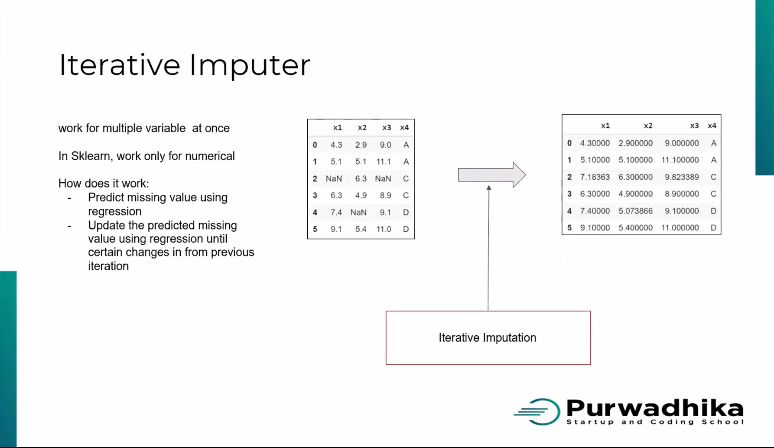 Iterative Imputer
work for multiple variable at once
In Sklearn, work only for numerical
How does it work:
- Predict missing value using
regression
- Update the predicted missing
value using regression until
certain changes in from previous
iteration
x1 x2 x3 x4
0 4.3 2.9 9.0 A
1 5.1 5.1 11.1 A
2 NaN 6.3 NaN C
3 6.3 4.9 8.9 C
4 7.4 NaN 9.1 D
5 9.1 5.4 11.0 D
x1 x2 x3 x4
0 4.30000 2.900000 9.000000 A
1 5.10000 5.100000 11.100000 A
2 7.18363 6.300000 9.823389 C
3 6.30000 4.900000 8.900000 C
4 7.40000 5.073866 9.100000 D
5 9.10000 5.400000 11.000000 D
Iterative Imputation
Purwadhika
Startup and Coding School